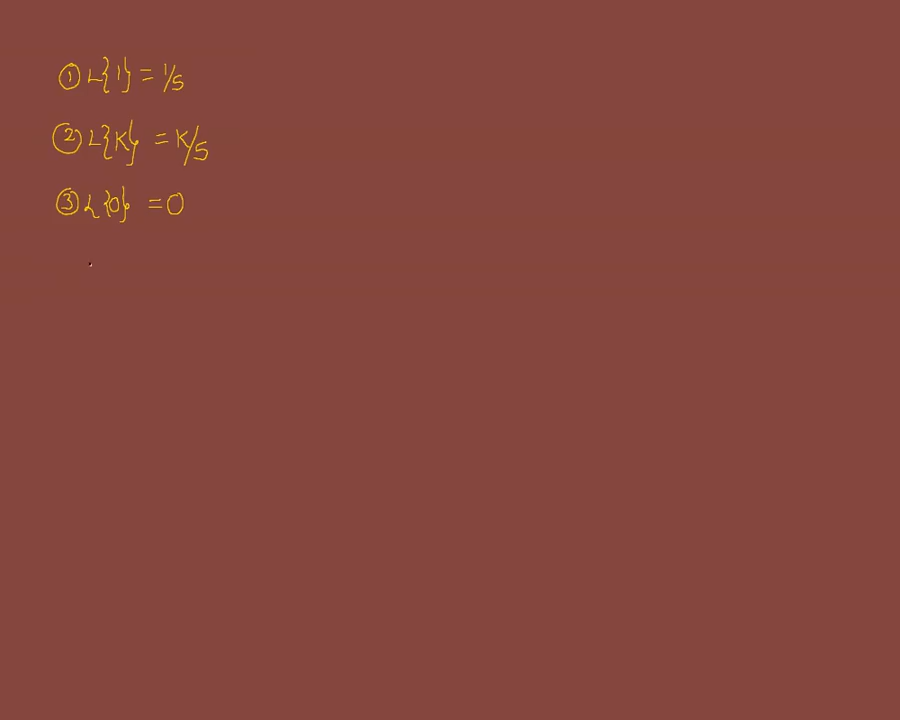 ① L{1} = 1/s
② L{K} = K/s
③ L{0} = 0